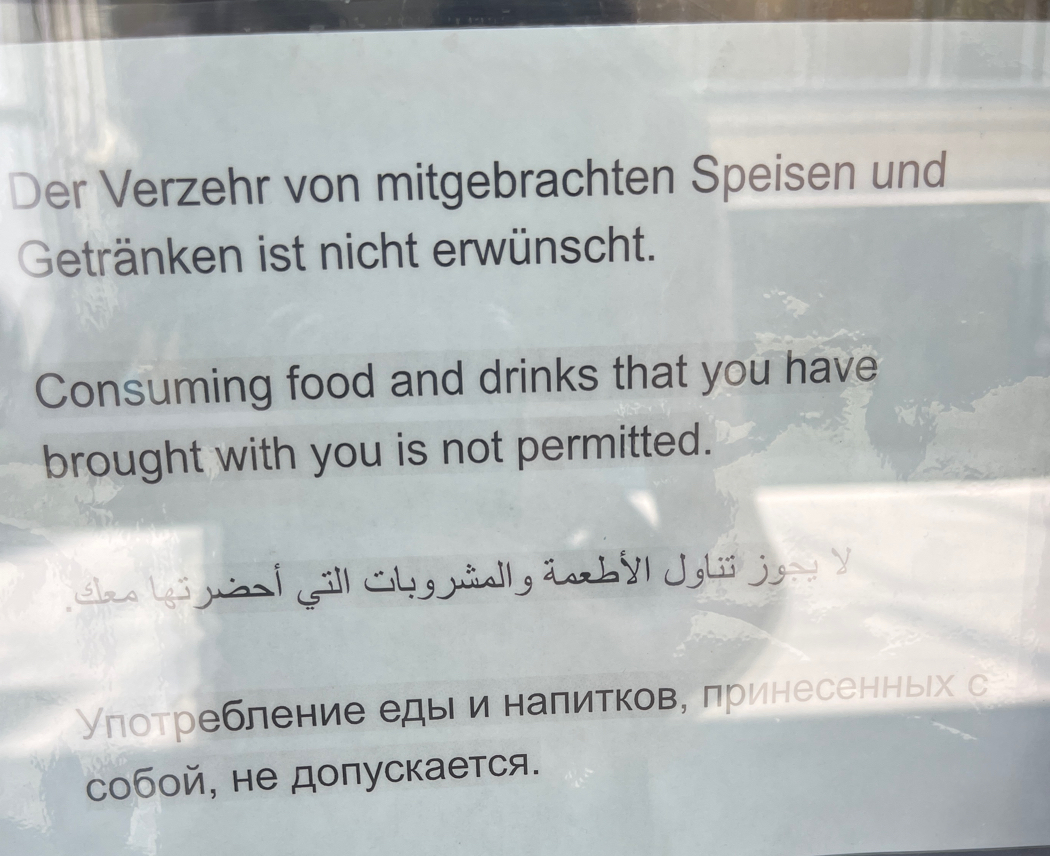 Der Verzehr von mitgebrachten Speisen und
Getränken ist nicht erwünscht.
Consuming food and drinks that you have
brought with you is not permitted.
لا يجوز تناول الأطعمة والمشروبات التي أحضرتها معك.
Употребление еды и напитков, принесенных с
собой, не допускается.